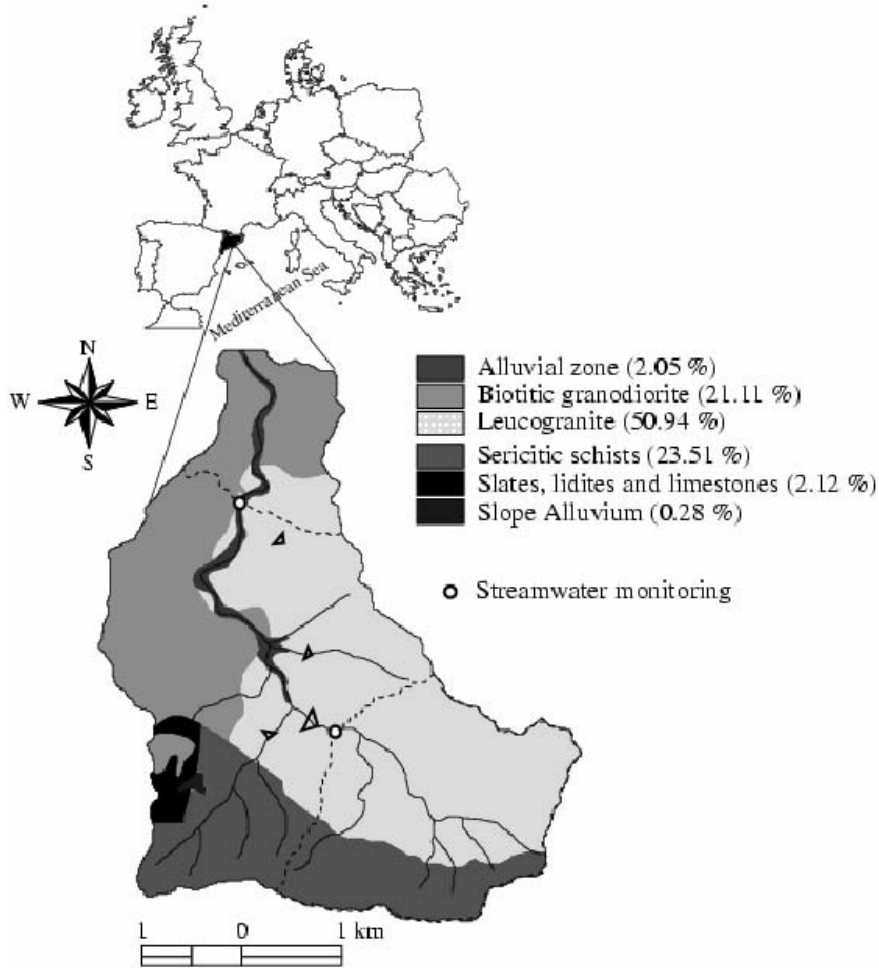 Mediterranean Sea
N
W E
S
Alluvial zone (2.05 %)
Biotitic granodiorite (21.11 %)
Leucogranite (50.94 %)
Sericitic schists (23.51 %)
Slates, lidites and limestones (2.12 %)
Slope Alluvium (0.28 %)
Streamwater monitoring
1 0 1 km